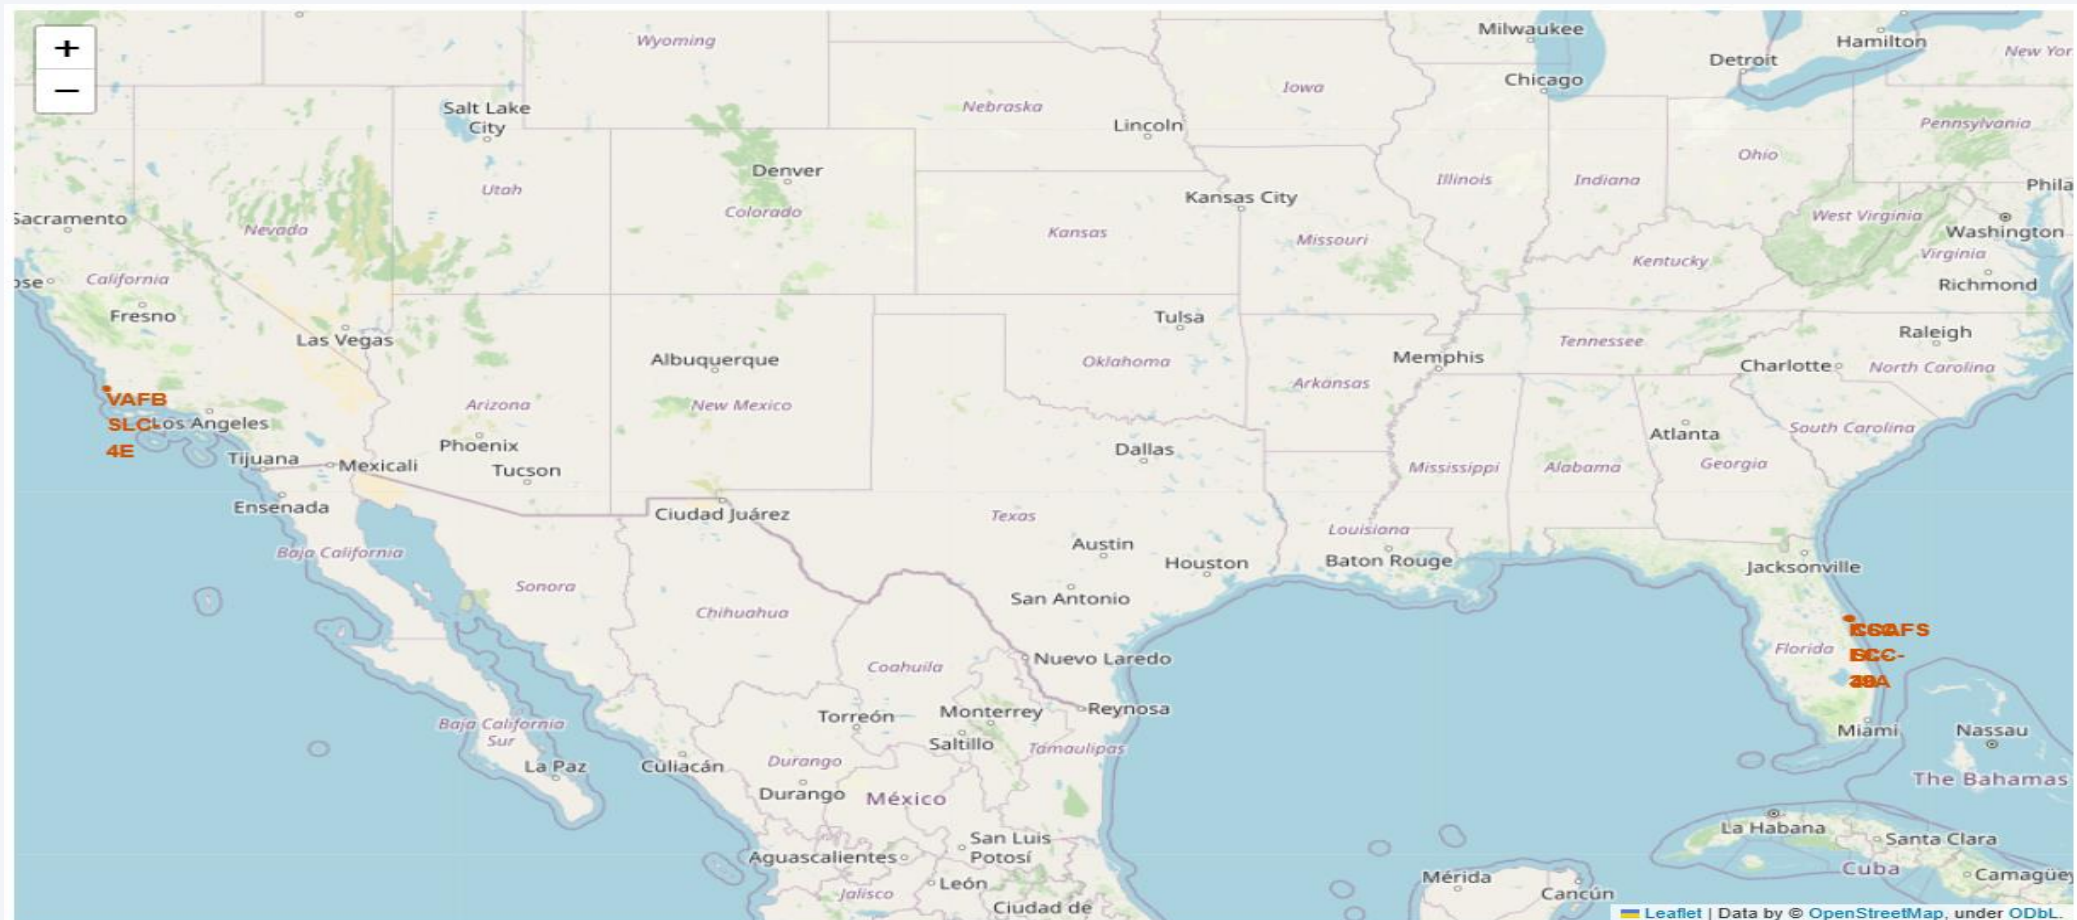 +
−
Wyoming
Milwaukee
Hamilton
New Yor
Detroit
Chicago
Iowa
Nebraska
Salt Lake
City
Lincoln
Pennsylvania
Ohio
Denver
Utah
Illinois
Indiana
Phila
Kansas City
Colorado
West Virginia
Sacramento
Nevada
Kansas
Missouri
Washington
Virginia
Kentucky
California
ose
Richmond
Fresno
Tulsa
Las Vegas
Raleigh
Tennessee
Albuquerque
Oklahoma
Memphis
Charlotte
North Carolina
Arkansas
VAFB
SLC-
4E
Arizona
New Mexico
Los Angeles
South Carolina
Atlanta
Phoenix
Dallas
Tijuana
Mexicali
Tucson
Mississippi
Alabama
Georgia
Ensenada
Ciudad Juárez
Texas
Louisiana
Baja California
Austin
Houston
Baton Rouge
Jacksonville
Sonora
San Antonio
Chihuahua
Florida
Coahuila
Nuevo Laredo
Torreón
Monterrey
Reynosa
Baja California
Sur
Saltillo
Tamaulipas
Miami
Nassau
La Paz
Culiacán
Durango
The Bahamas
Durango
México
La Habana
Santa Clara
San Luis
Potosí
Aguascalientes
Cuba
Camagüey
Mérida
León
Jalisco
Cancún
Ciudad de
Leaflet | Data by © OpenStreetMap, under ODbL.